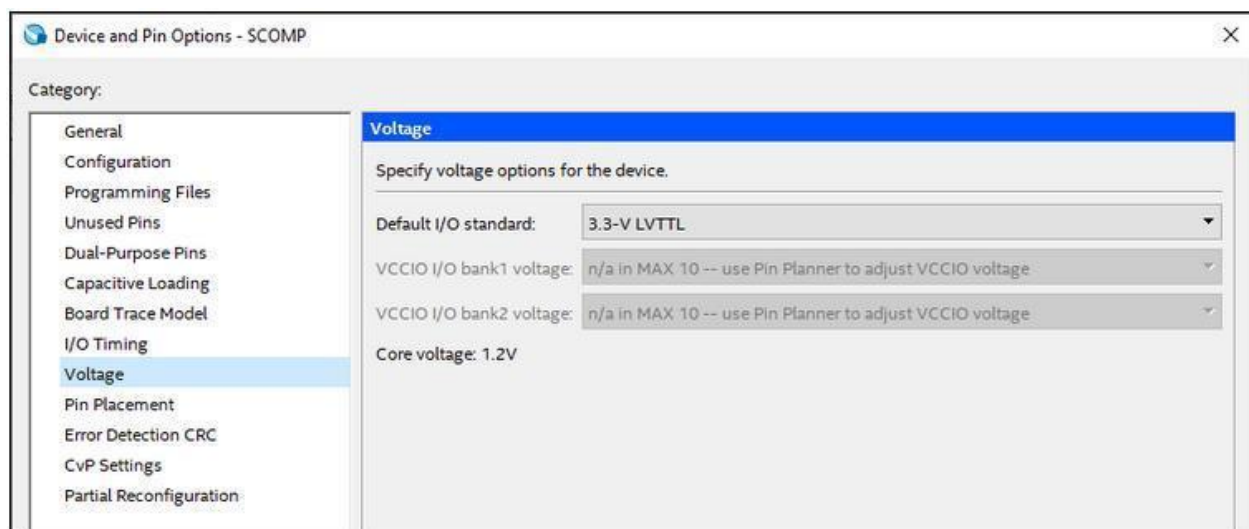 Device and Pin Options - SCOMP
Category:
General
Configuration
Programming Files
Unused Pins
Dual-Purpose Pins
Capacitive Loading
Board Trace Model
I/O Timing
Voltage
Pin Placement
Error Detection CRC
CvP Settings
Partial Reconfiguration
Voltage
Specify voltage options for the device.
Default I/O standard: 3.3-V LVTTL
VCCIO I/O bank1 voltage: n/a in MAX 10 -- use Pin Planner to adjust VCCIO voltage
VCCIO I/O bank2 voltage: n/a in MAX 10 -- use Pin Planner to adjust VCCIO voltage
Core voltage: 1.2V